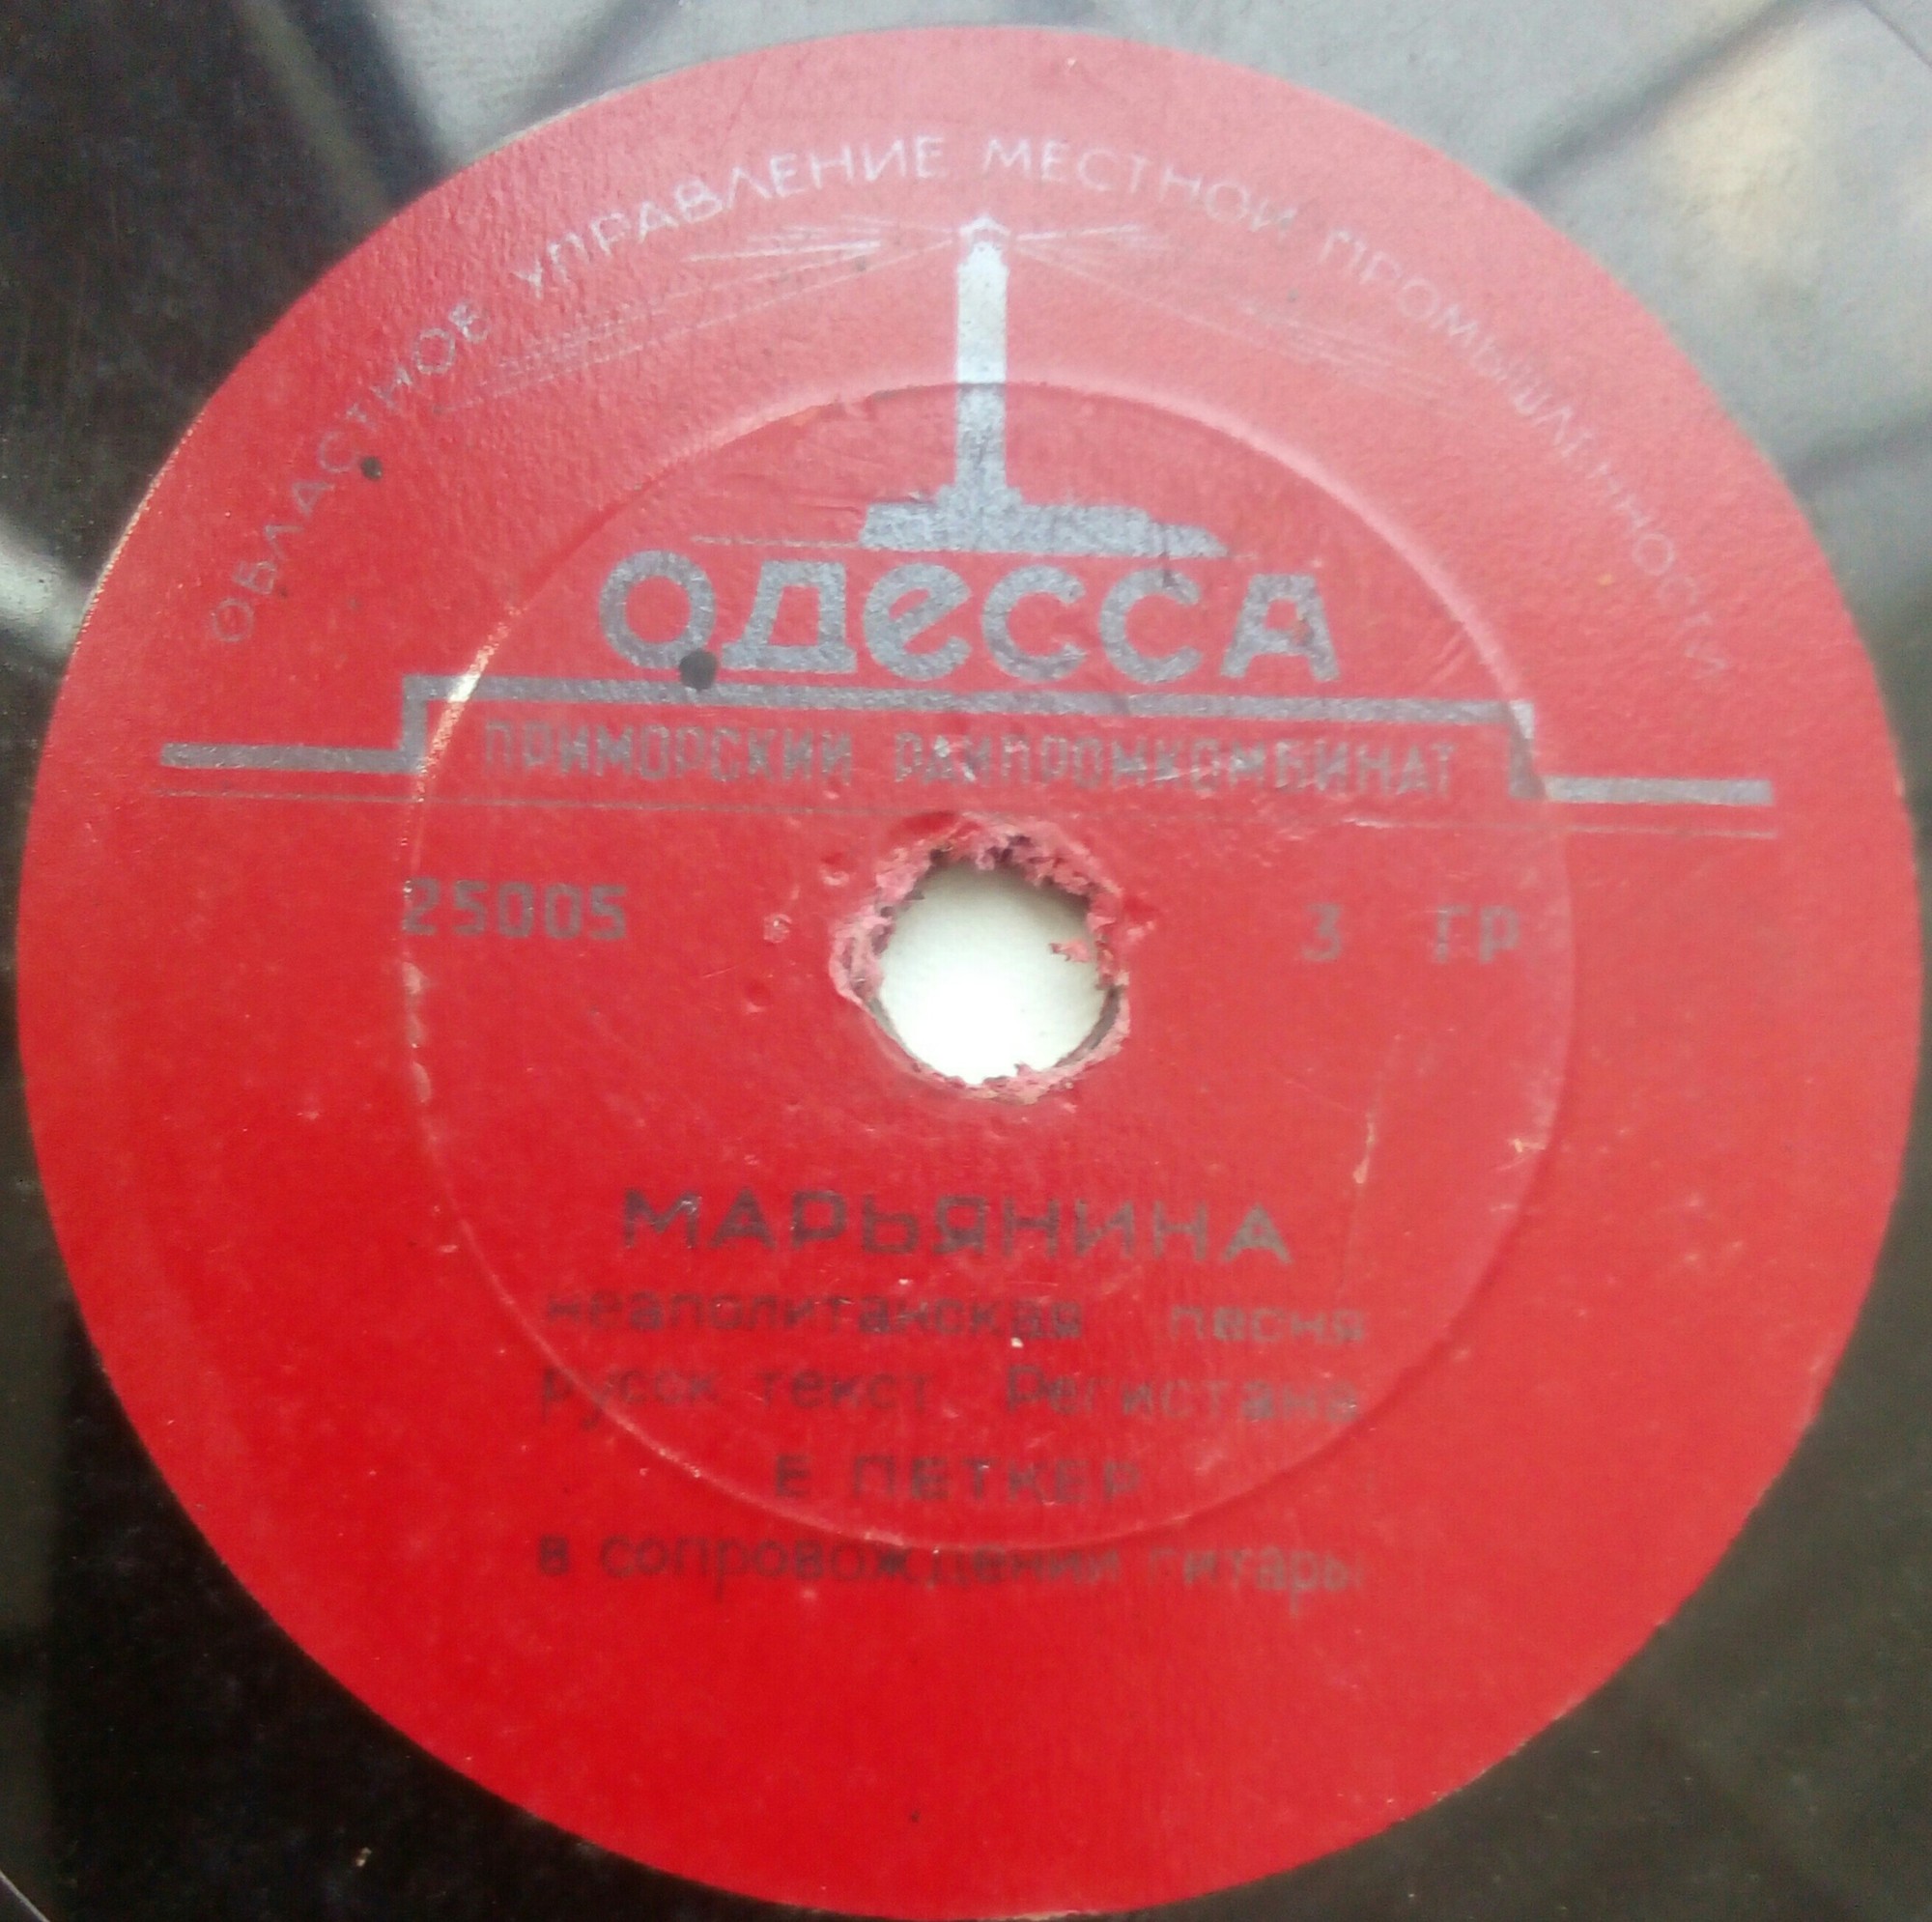 ОБЛАСТНОЕ УПРАВЛЕНИЕ МЕСТНОЙ ПРОМЫШЛЕННОСТИ
ОДеССА
ПРИМОРСКИЙ РАЙПРОМКОМБИНАТ
25005 3 ГР
МАРЬЯНИНА
неаполитанская песня
русск текст Регистана
Е ПЕТКЕР
в сопровождении гитары